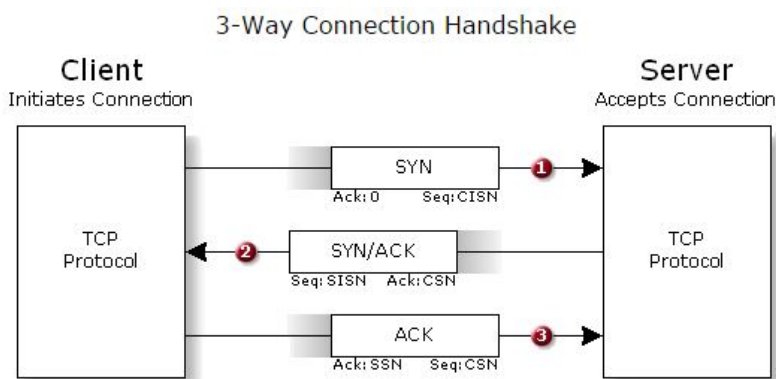 3-Way Connection Handshake
Client
Initiates Connection
Server
Accepts Connection
TCP
Protocol
SYN
1
Ack:0 Seq:CISN
2
SYN/ACK
Seq:SISN Ack:CSN
ACK
3
Ack:SSN Seq:CSN
TCP
Protocol